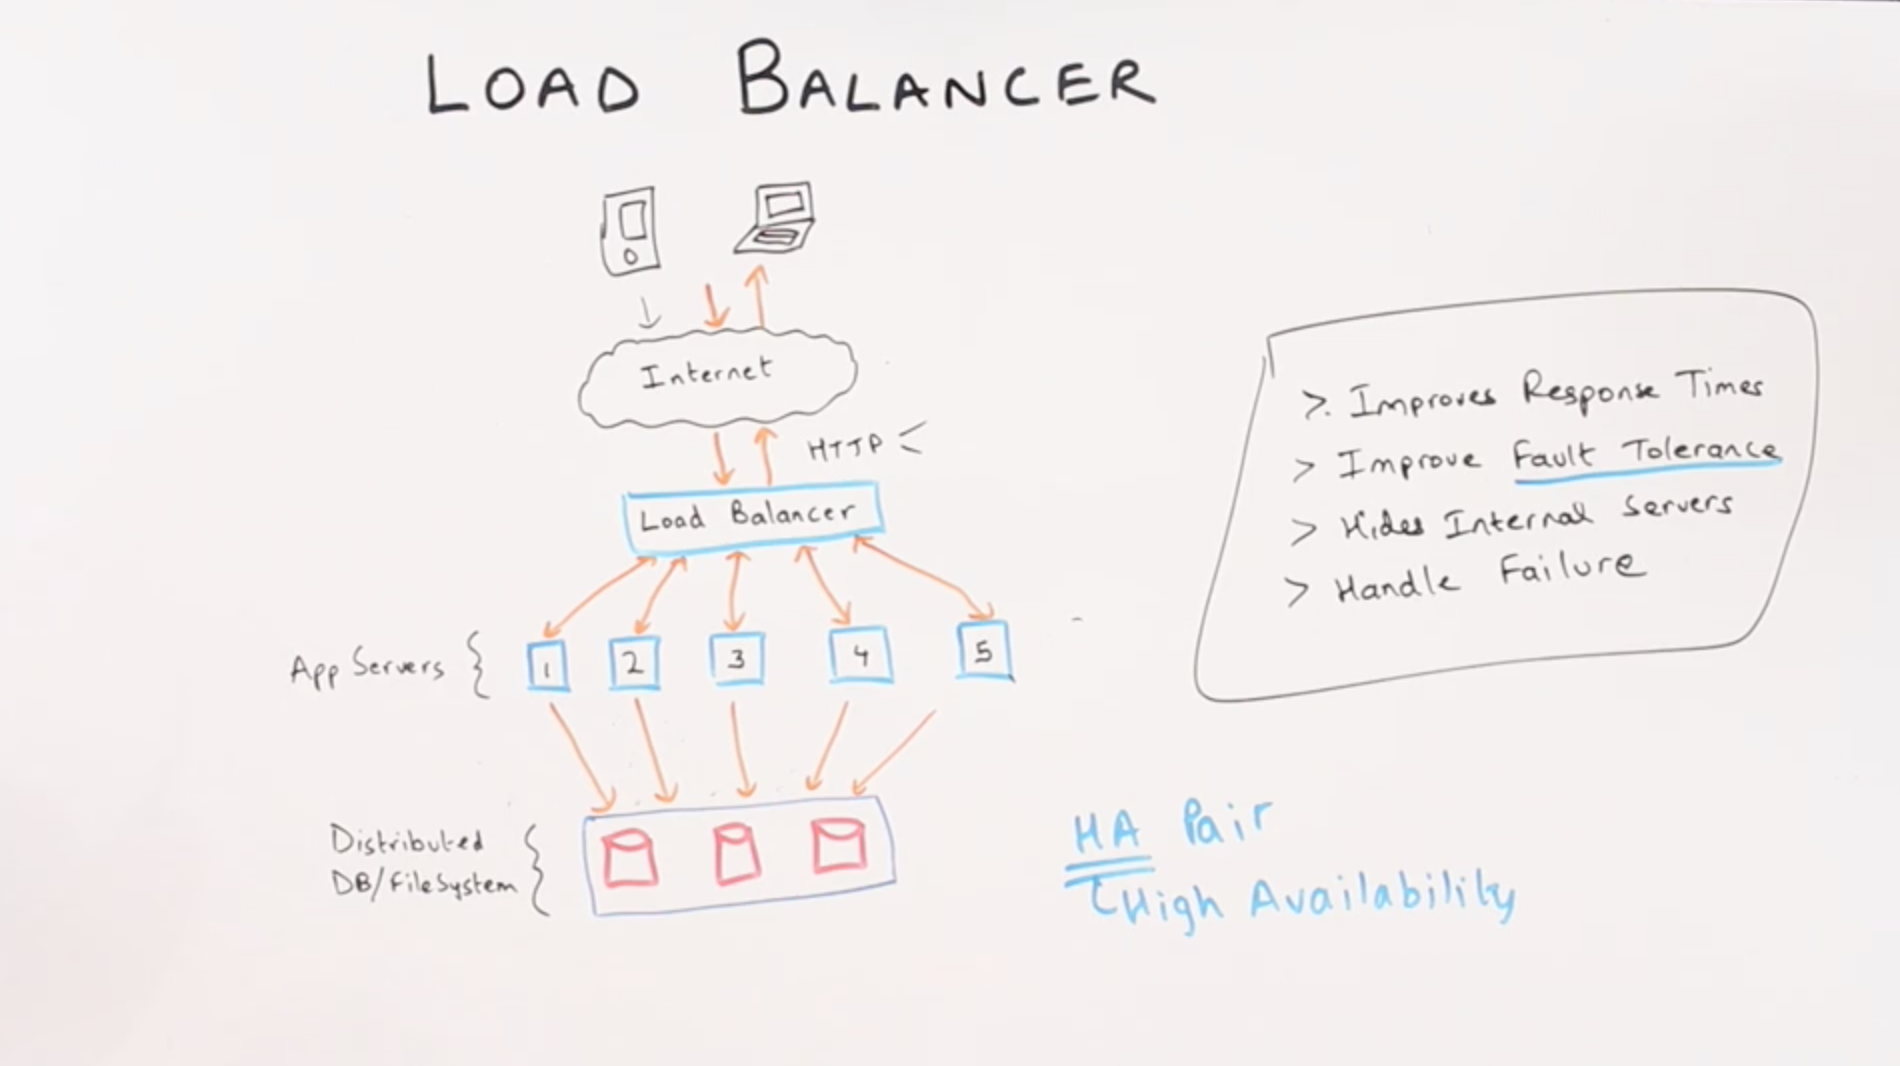 LOAD BALANCER
Internet
HTTP <
Load Balancer
App Servers {
1 2 3 4 5
Distributed
DB/FileSystem {
>. Improves Response Times
> Improve Fault Tolerance
> Hides Internal Servers
> Handle Failure
HA Pair
High Availability